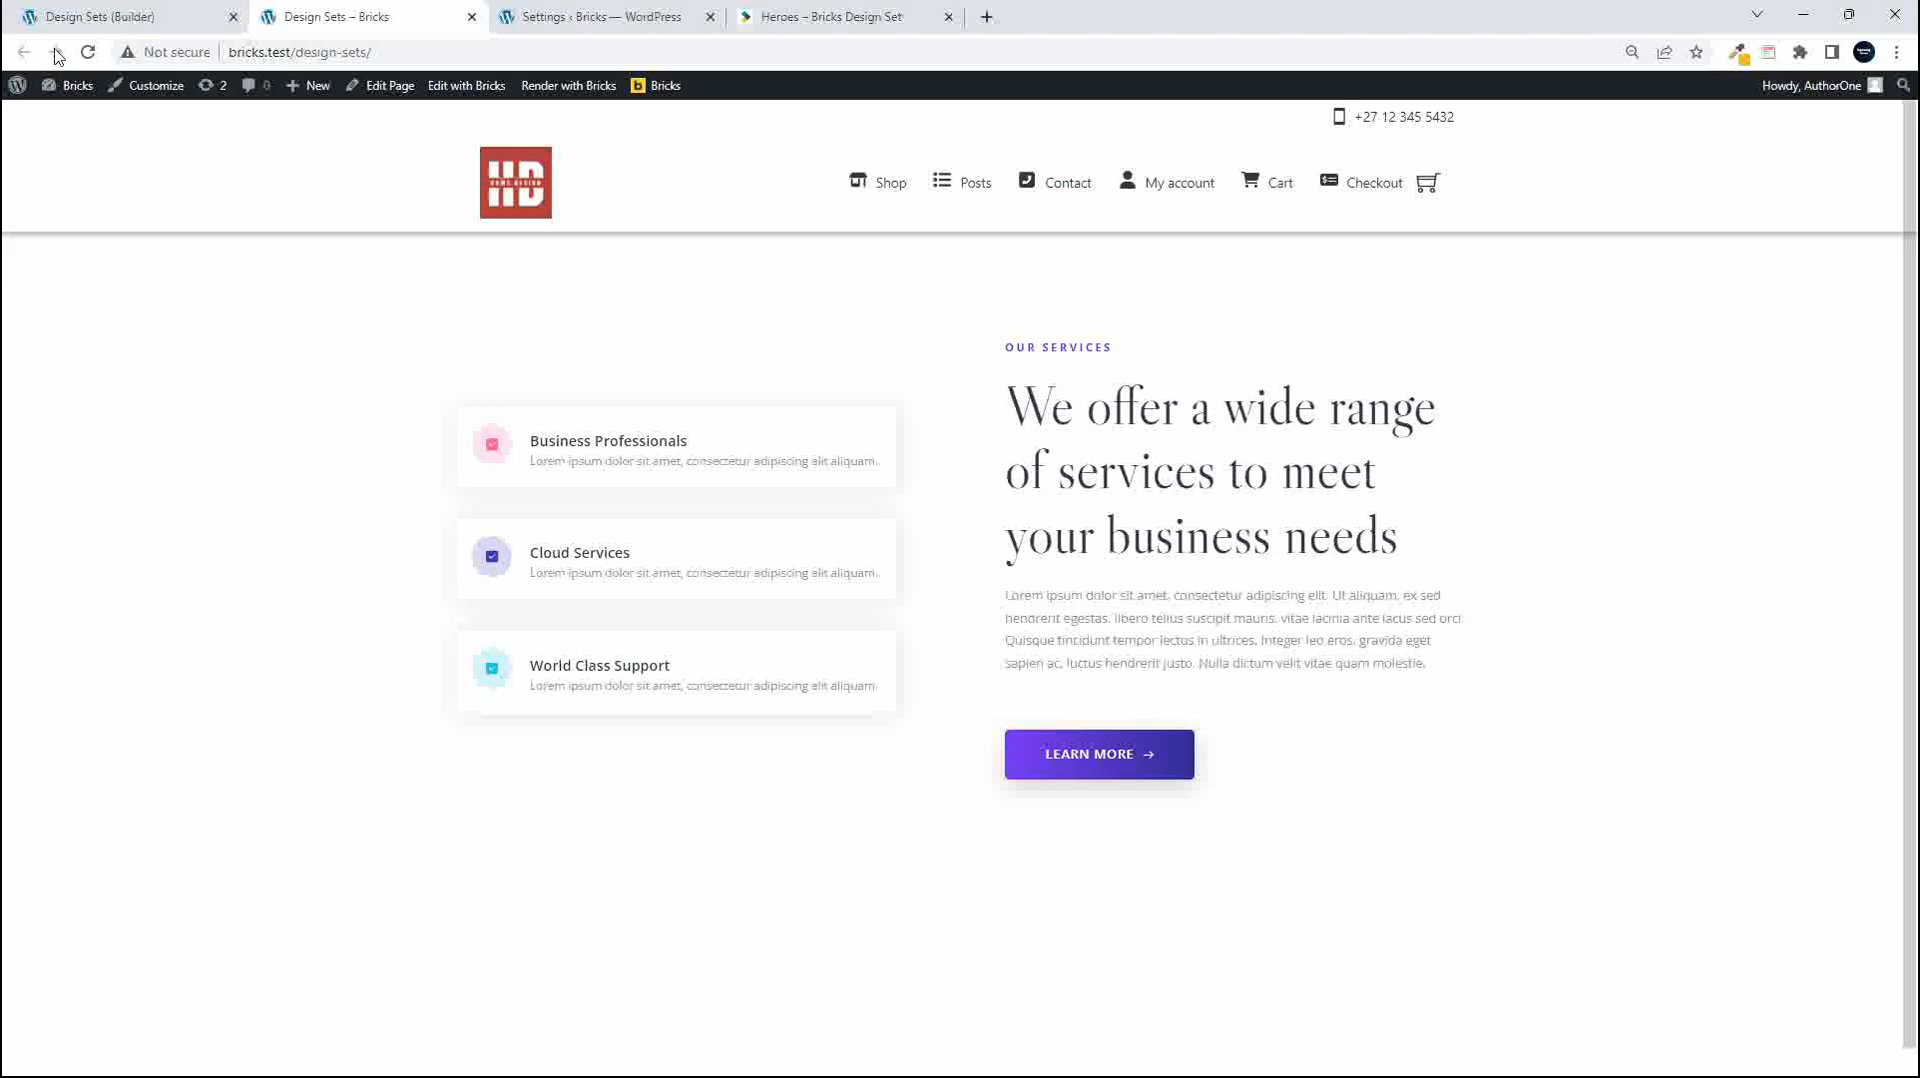 Design Sets (Builder)
Design Sets – Bricks
Settings ‹ Bricks — WordPress
Heroes – Bricks Design Set
Not secure
bricks.test/design-sets/
Bricks
Customize
2
0
New
Edit Page
Edit with Bricks
Render with Bricks
b
Bricks
Howdy, AuthorOne
+27 12 345 5432
HD
HOME DESIGN
Shop
Posts
Contact
My account
Cart
Checkout
OUR SERVICES
We offer a wide range
of services to meet
your business needs
Business Professionals
Lorem ipsum dolor sit amet, consectetur adipiscing elit aliquam.
Cloud Services
Lorem ipsum dolor sit amet, consectetur adipiscing elit aliquam.
World Class Support
Lorem ipsum dolor sit amet, consectetur adipiscing elit aliquam.
Lorem ipsum dolor sit amet, consectetur adipiscing elit. Ut aliquam, ex sed
hendrerit egestas, libero tellus suscipit mauris, vitae lacinia ante lacus sed orci.
Quisque tincidunt tempor lectus in ultrices. Integer leo eros, gravida eget
sapien ac, luctus hendrerit justo. Nulla dictum velit vitae quam molestie,
LEARN MORE →